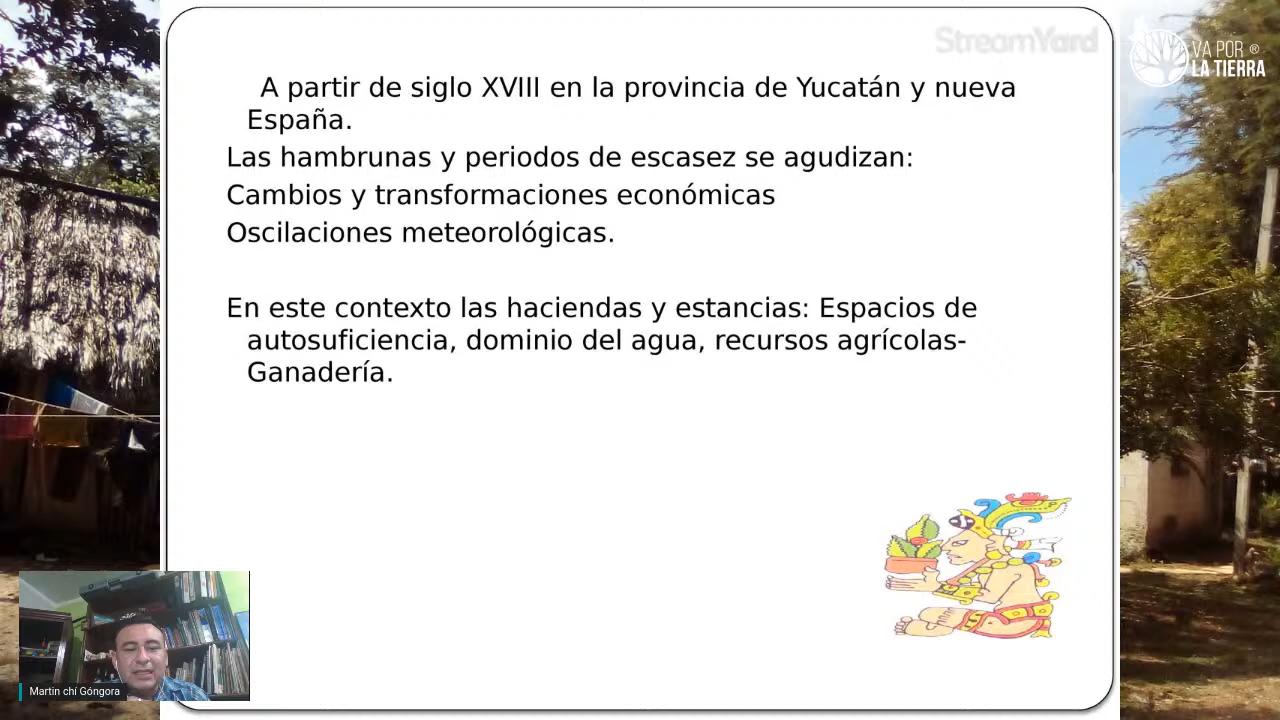 StreamYard
VA POR ®
LA TIERRA
A partir de siglo XVIII en la provincia de Yucatán y nueva
España.
Las hambrunas y periodos de escasez se agudizan:
Cambios y transformaciones económicas
Oscilaciones meteorológicas.
En este contexto las haciendas y estancias: Espacios de
autosuficiencia, dominio del agua, recursos agrícolas-
Ganadería.
Martin chí Góngora